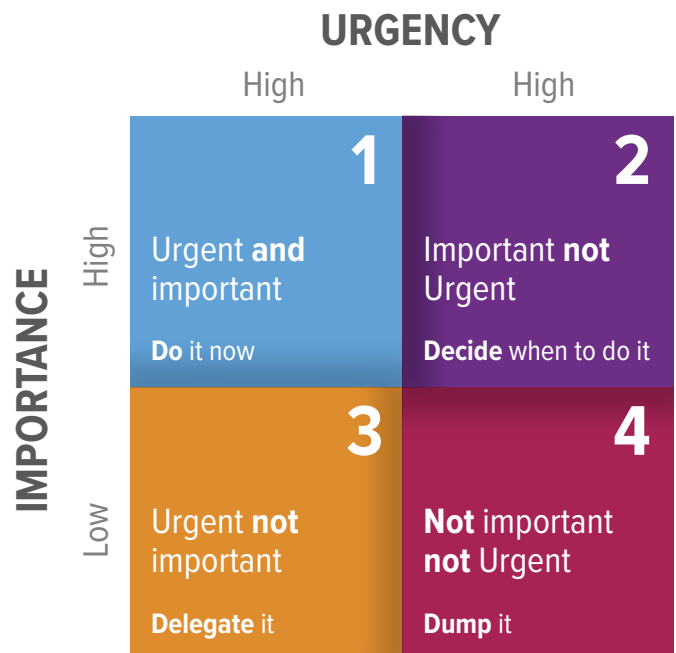 URGENCY
High High
IMPORTANCE
High
1
Urgent and
important
Do it now
2
Important not
Urgent
Decide when to do it
Low
3
Urgent not
important
Delegate it
4
Not important
not Urgent
Dump it